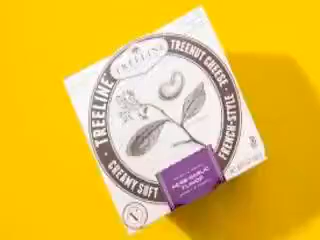 TREELINE
TREELINE
TREENUT CHEESE
FRENCH-STYLE
CREAMY SOFT
HERB-GARLIC
FLAVOR